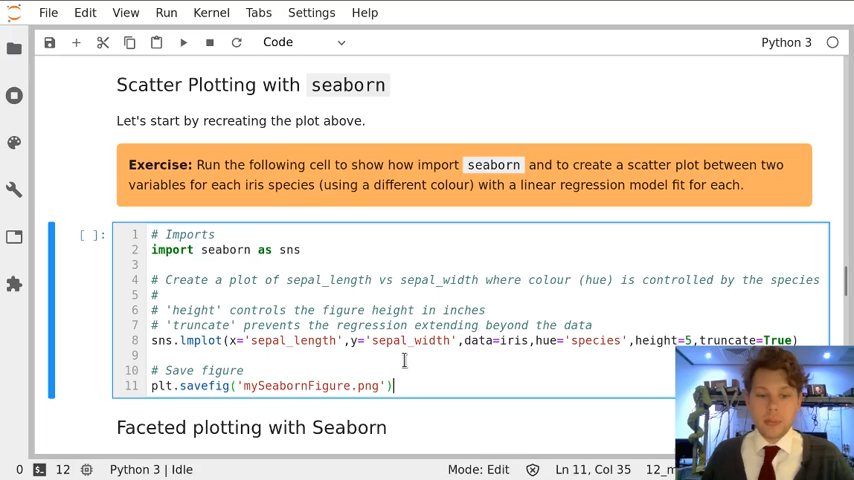 File Edit View Run Kernel Tabs Settings Help
Code Python 3
Scatter Plotting with seaborn
Let's start by recreating the plot above.
Exercise: Run the following cell to show how import seaborn and to create a scatter plot between two
variables for each iris species (using a different colour) with a linear regression model fit for each.
[ ]:
1 # Imports
2 import seaborn as sns
3
4 # Create a plot of sepal_length vs sepal_width where colour (hue) is controlled by the species
5 #
6 # 'height' controls the figure height in inches
7 # 'truncate' prevents the regression extending beyond the data
8 sns.lmplot(x='sepal_length',y='sepal_width',data=iris,hue='species',height=5,truncate=True)
9
10 # Save figure
11 plt.savefig('mySeabornFigure.png')
Faceted plotting with Seaborn
0 12 Python 3 | Idle Mode: Edit Ln 11, Col 35 12_m